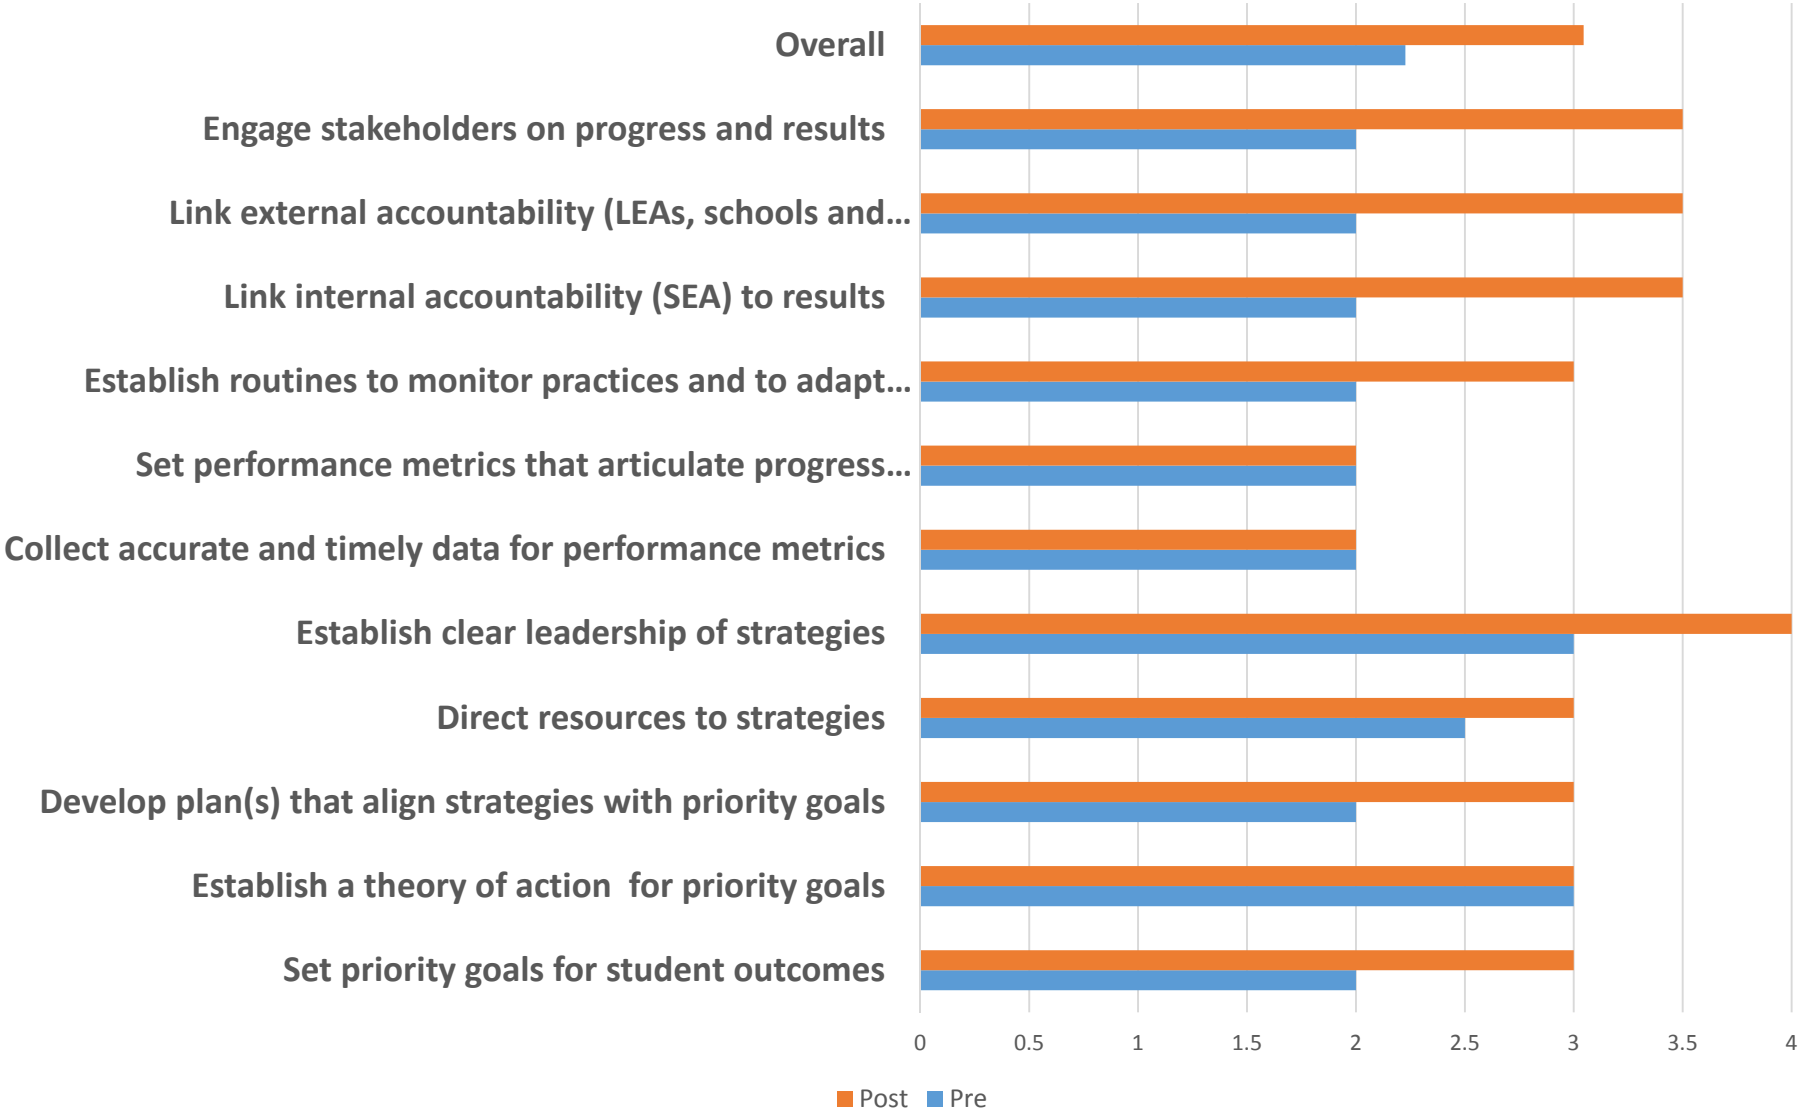 Overall
Engage stakeholders on progress and results
Link external accountability (LEAs, schools and…
Link internal accountability (SEA) to results
Establish routines to monitor practices and to adapt…
Set performance metrics that articulate progress…
Collect accurate and timely data for performance metrics
Establish clear leadership of strategies
Direct resources to strategies
Develop plan(s) that align strategies with priority goals
Establish a theory of action  for priority goals
Set priority goals for student outcomes
0 0.5 1 1.5 2 2.5 3 3.5 4
Post Pre